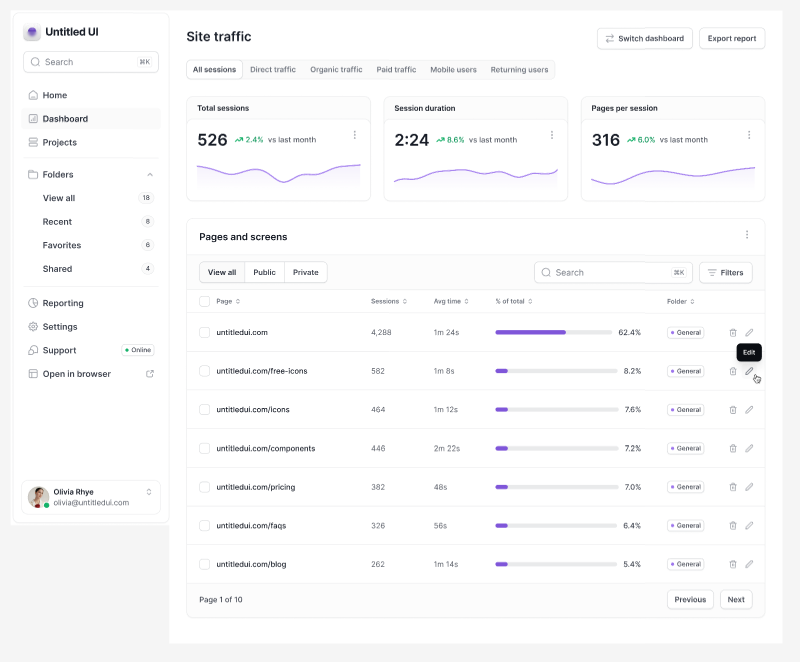 Untitled UI
Search ⌘K
Home
Dashboard
Projects
Folders
View all 18
Recent 8
Favorites 6
Shared 4
Reporting
Settings
Support Online
Open in browser
Olivia Rhye
olivia@untitledui.com
Site traffic
Switch dashboard Export report
All sessions Direct traffic Organic traffic Paid traffic Mobile users Returning users
Total sessions
526 2.4% vs last month
Session duration
2:24 8.6% vs last month
Pages per session
316 6.0% vs last month
Pages and screens
View all Public Private Search ⌘K Filters
Page Sessions Avg time % of total Folder
untitledui.com 4,288 1m 24s 62.4% General
Edit
untitledui.com/free-icons 582 1m 8s 8.2% General
untitledui.com/icons 464 1m 12s 7.6% General
untitledui.com/components 446 2m 22s 7.2% General
untitledui.com/pricing 382 48s 7.0% General
untitledui.com/faqs 326 56s 6.4% General
untitledui.com/blog 262 1m 14s 5.4% General
Page 1 of 10 Previous Next